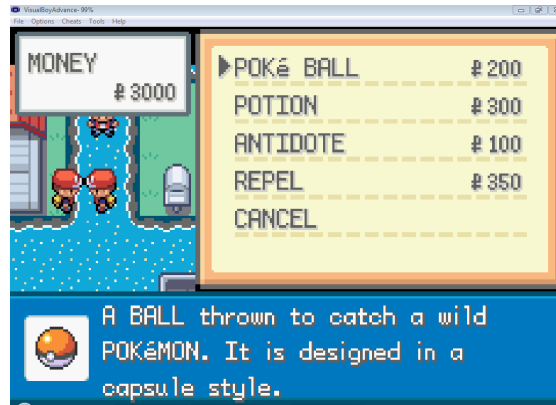 VisualBoyAdvance- 99%
File Options Cheats Tools Help
MONEY
₽ 3000
▶POKé BALL ₽ 200
POTION ₽ 300
ANTIDOTE ₽ 100
REPEL ₽ 350
CANCEL
A BALL thrown to catch a wild
POKéMON. It is designed in a
capsule style.